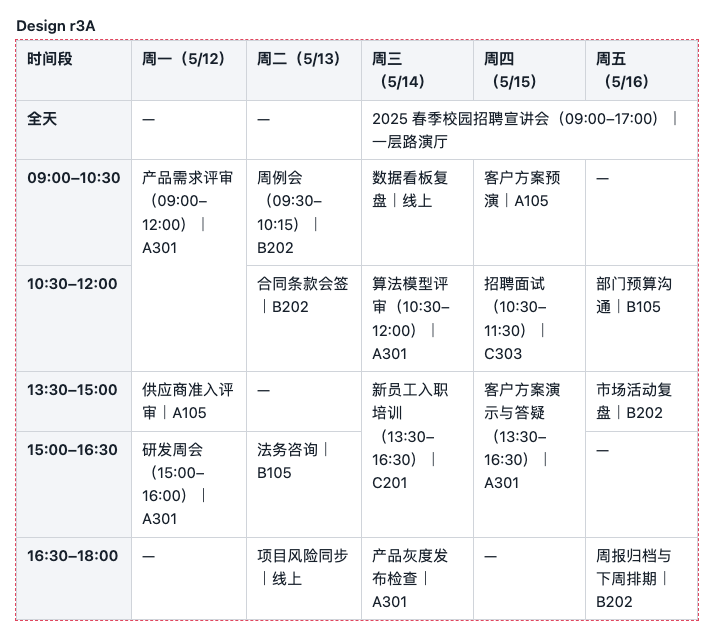 Design r3A
时间段
周一（5/12）
周二（5/13）
周三
（5/14）
周四
（5/15）
周五
（5/16）
全天
—
—
2025 春季校园招聘宣讲会（09:00–17:00）｜
一层路演厅
09:00–10:30
产品需求评审
（09:00–
12:00）｜
A301
周例会
（09:30–
10:15）｜
B202
数据看板复
盘｜线上
客户方案预
演｜A105
—
10:30–12:00
合同条款会签
｜B202
算法模型评
审（10:30–
12:00）｜
A301
招聘面试
（10:30–
11:30）｜
C303
部门预算沟
通｜B105
13:30–15:00
供应商准入评
审｜A105
—
新员工入职
培训
（13:30–
16:30）｜
C201
客户方案演
示与答疑
（13:30–
16:30）｜
A301
市场活动复
盘｜B202
15:00–16:30
研发周会
（15:00–
16:00）｜
A301
法务咨询｜
B105
—
16:30–18:00
—
项目风险同步
｜线上
产品灰度发
布检查｜
A301
—
周报归档与
下周排期｜
B202